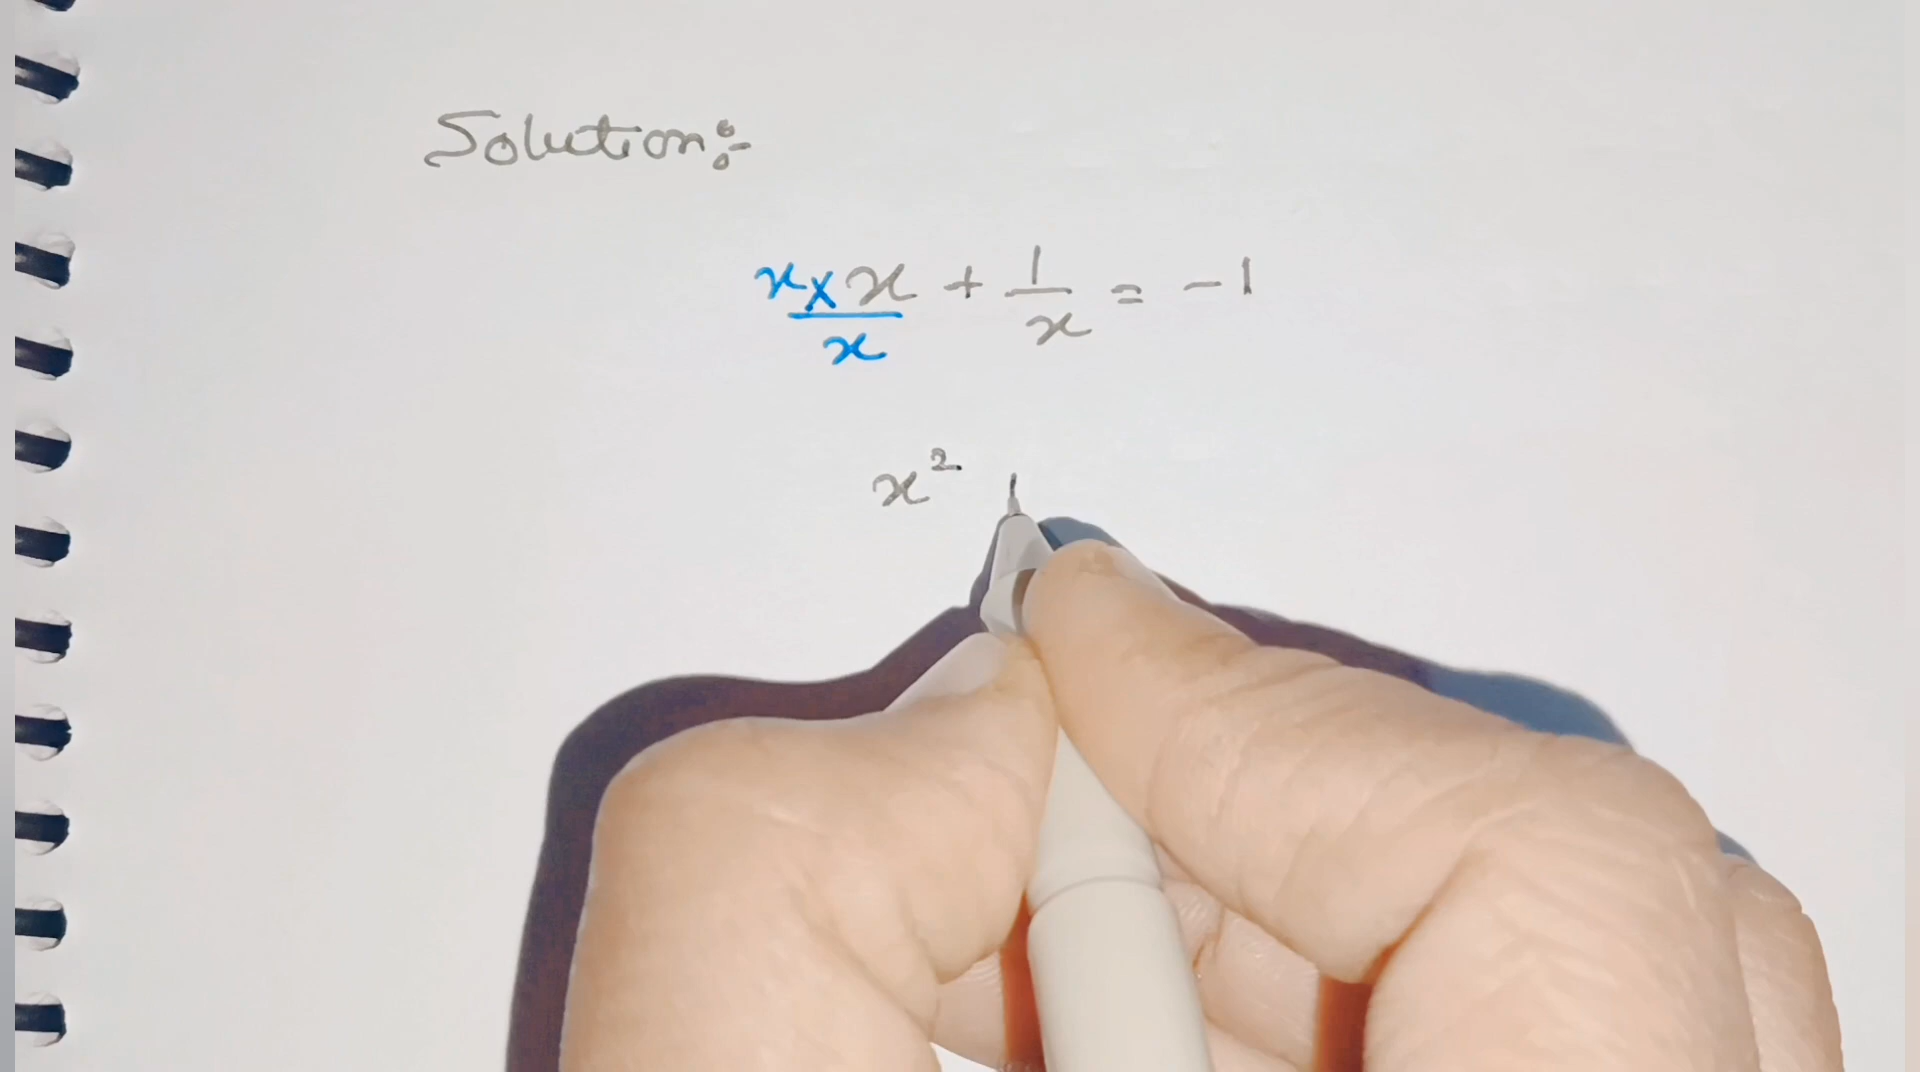 Solution:-
x × x / x + 1 / x = -1
x²